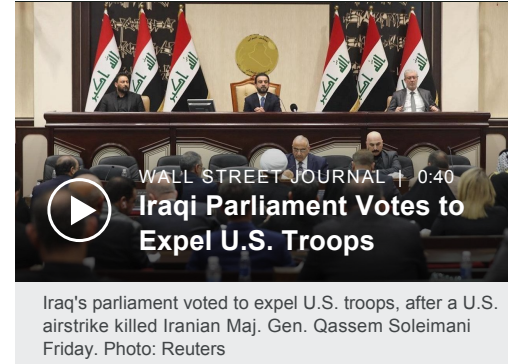 WALL STREET JOURNAL | 0:40
Iraqi Parliament Votes to
Expel U.S. Troops
Iraq's parliament voted to expel U.S. troops, after a U.S.
airstrike killed Iranian Maj. Gen. Qassem Soleimani
Friday. Photo: Reuters